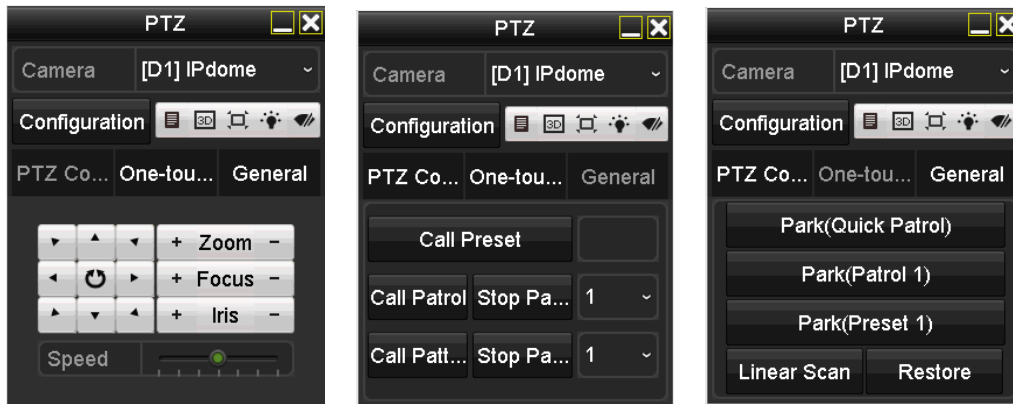 PTZ
Camera [D1] IPdome
Configuration 3D
PTZ Co... One-tou... General
+ Zoom -
+ Focus -
+ Iris -
Speed
PTZ
Camera [D1] IPdome
Configuration 3D
PTZ Co... One-tou... General
Call Preset
Call Patrol Stop Pa... 1
Call Patt... Stop Pa... 1
PTZ
Camera [D1] IPdome
Configuration 3D
PTZ Co... One-tou... General
Park(Quick Patrol)
Park(Patrol 1)
Park(Preset 1)
Linear Scan Restore